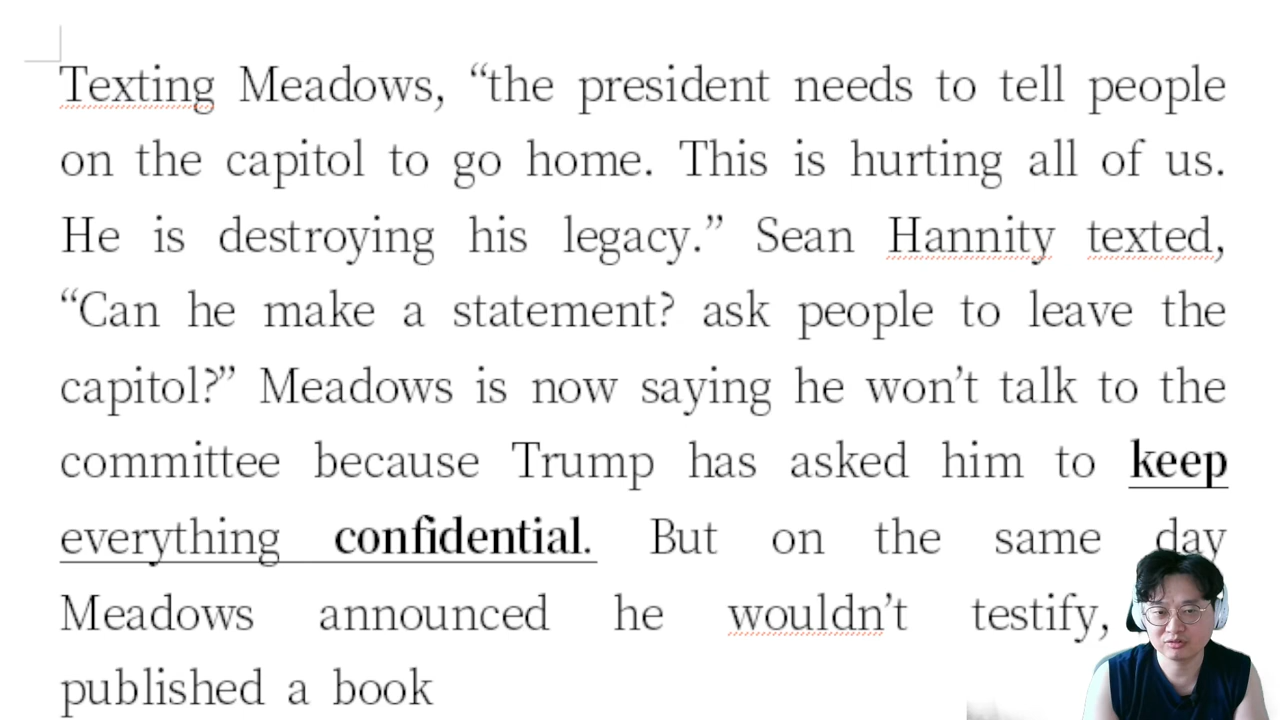 Texting Meadows, “the president needs to tell people
on the capitol to go home. This is hurting all of us.
He is destroying his legacy.” Sean Hannity texted,
“Can he make a statement? ask people to leave the
capitol?” Meadows is now saying he won’t talk to the
committee because Trump has asked him to keep
everything confidential. But on the same day
Meadows announced he wouldn’t testify,
published a book